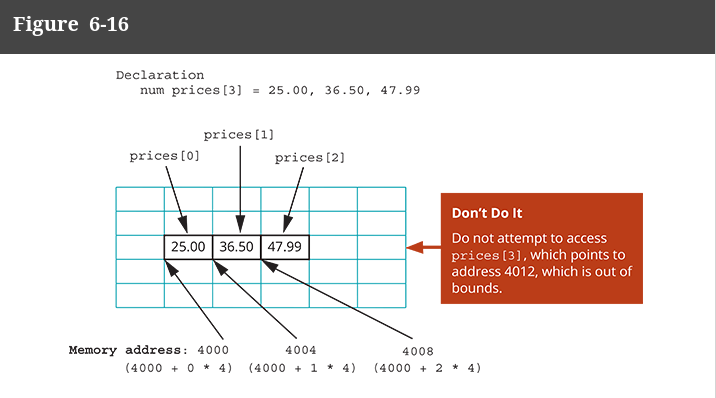 Figure 6-16
Declaration
num prices[3] = 25.00, 36.50, 47.99
prices[1]
prices[0]
prices[2]
25.00 36.50 47.99
Don't Do It
Do not attempt to access
prices[3], which points to
address 4012, which is out of
bounds.
Memory address: 4000 4004 4008
(4000 + 0 * 4) (4000 + 1 * 4) (4000 + 2 * 4)